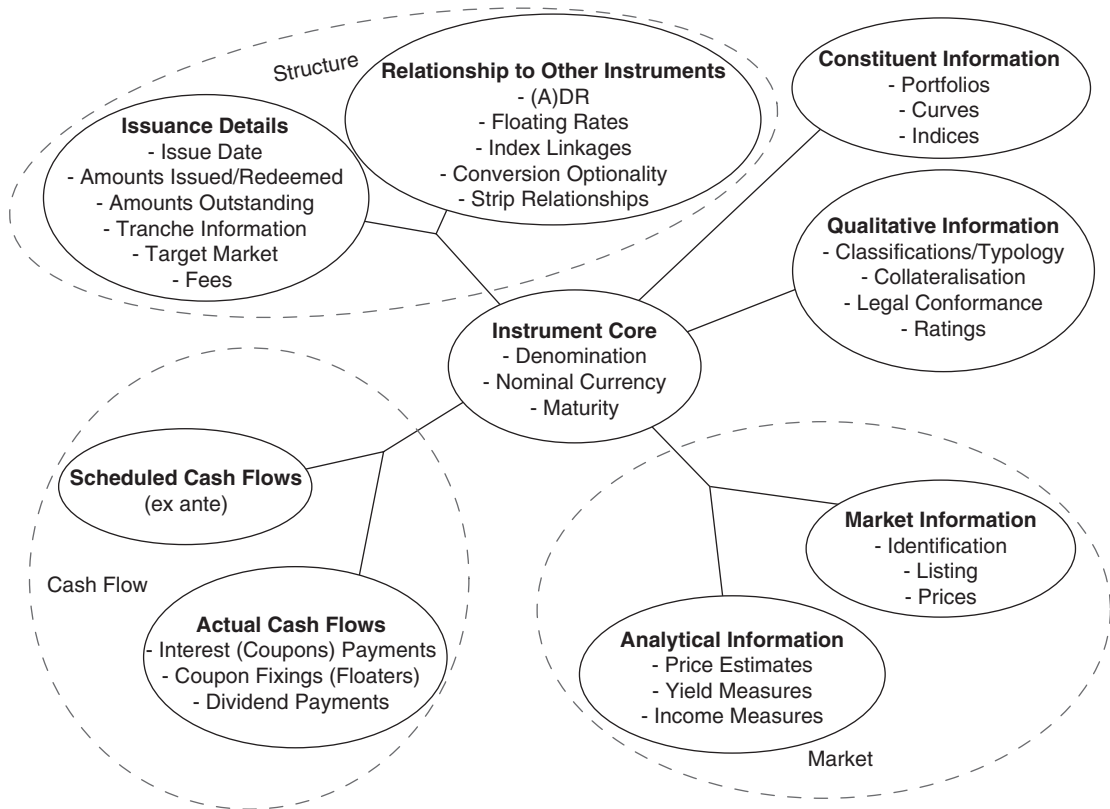 Structure
Relationship to Other Instruments
- (A)DR
- Floating Rates
- Index Linkages
- Conversion Optionality
- Strip Relationships
Constituent Information
- Portfolios
- Curves
- Indices
Issuance Details
- Issue Date
- Amounts Issued/Redeemed
- Amounts Outstanding
- Tranche Information
- Target Market
- Fees
Qualitative Information
- Classifications/Typology
- Collateralisation
- Legal Conformance
- Ratings
Instrument Core
- Denomination
- Nominal Currency
- Maturity
Scheduled Cash Flows
(ex ante)
Cash Flow
Actual Cash Flows
- Interest (Coupons) Payments
- Coupon Fixings (Floaters)
- Dividend Payments
Market Information
- Identification
- Listing
- Prices
Analytical Information
- Price Estimates
- Yield Measures
- Income Measures
Market